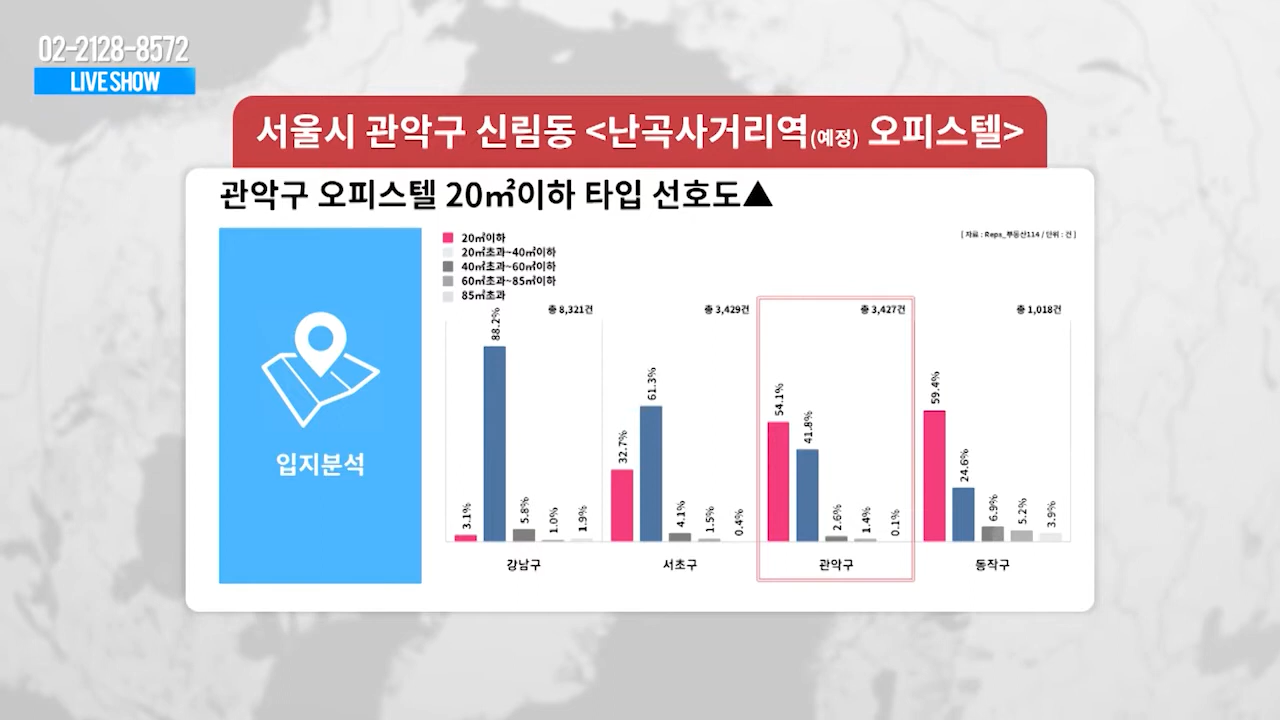 02-2128-8572
LIVE SHOW
서울시 관악구 신림동 <난곡사거리역(예정) 오피스텔>
관악구 오피스텔 20㎡이하 타입 선호도▲
입지분석
20㎡이하
20㎡초과~40㎡이하
40㎡초과~60㎡이하
60㎡초과~85㎡이하
85㎡초과
[ 자료 : Reps_부동산114 / 단위 : 건 ]
총 8,321건
총 3,429건
총 3,427건
총 1,018건
3.1%
88.2%
5.8%
1.0%
1.9%
32.7%
61.3%
4.1%
1.5%
0.4%
54.1%
41.8%
2.6%
1.4%
0.1%
59.4%
24.6%
6.9%
5.2%
3.9%
강남구
서초구
관악구
동작구